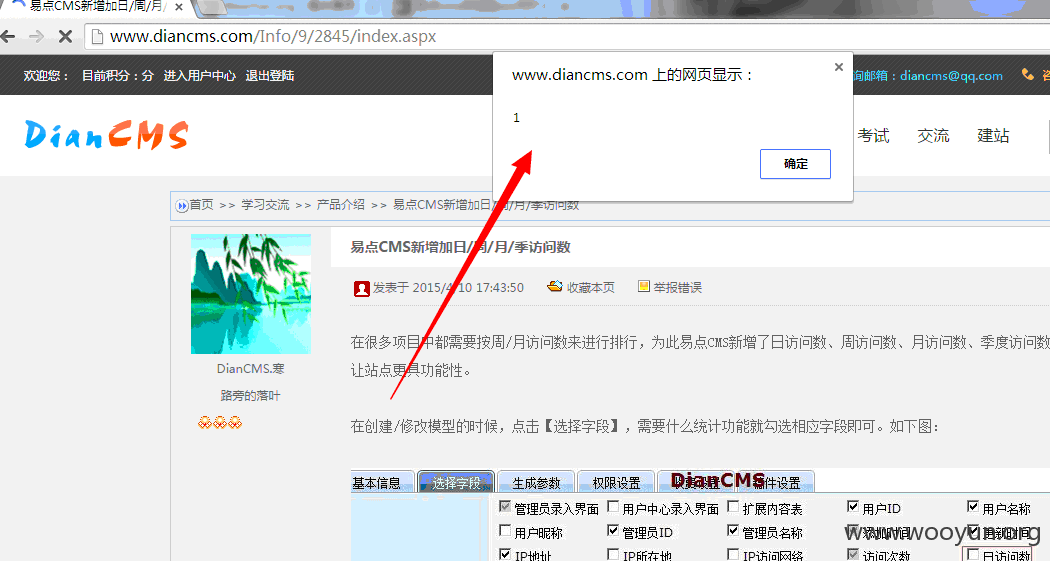 易点CMS新增加日/周/月/
www.diancms.com/Info/9/2845/index.aspx
欢迎您： 目前积分：分 进入用户中心 退出登陆
询邮箱：diancms@qq.com
www.diancms.com 上的网页显示：
1
确定
DianCMS
考试 交流 建站
首页 >> 学习交流 >> 产品介绍 >> 易点CMS新增加日/周/月/季访问数
易点CMS新增加日/周/月/季访问数
发表于 2015/4/10 17:43:50 收藏本页 举报错误
DianCMS.寒
路旁的落叶
在很多项目中都需要按周/月访问数来进行排行，为此易点CMS新增了日访问数、周访问数、月访问数、季度访问数
让站点更具功能性。
在创建/修改模型的时候，点击【选择字段】，需要什么统计功能就勾选相应字段即可。如下图：
基本信息 选择字段 生成参数 权限设置 DianCMS 设置
管理员录入界面 用户中心录入界面 扩展内容表 用户ID 用户名称
用户昵称 管理员ID 管理员名称
www.wooyun.org
IP地址 IP所在地 IP访问网络 访问次数 日访问数